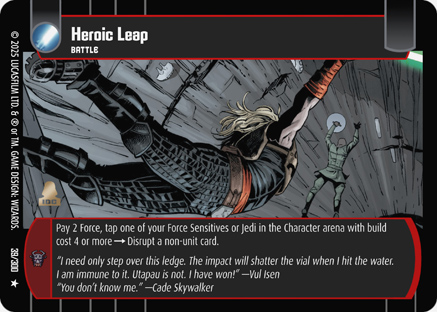 Heroic Leap
BATTLE
Pay 2 Force, tap one of your Force Sensitives or Jedi in the Character arena with build
cost 4 or more → Disrupt a non-unit card.
"I need only step over this ledge. The impact will shatter the vial when I hit the water.
I am immune to it. Utapau is not. I have won!" —Yul Isen
"You don't know me." —Cade Skywalker
© 2025 LUCASFILM LTD. & ® or TM. GAME DESIGN: WIZARDS.